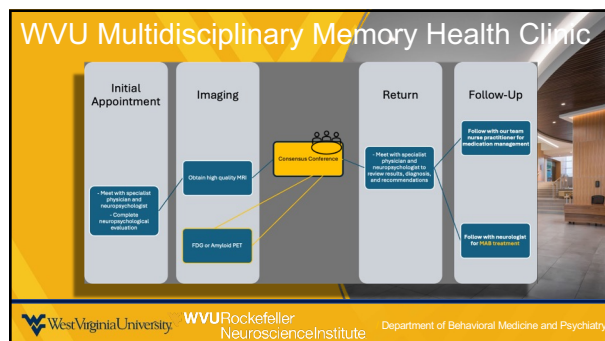 WVU Multidisciplinary Memory Health Clinic
Initial
Appointment
- Meet with specialist
physician and
neuropsychologist
- Complete
neuropsychological
evaluation
Imaging
Obtain high quality MRI
FDG or Amyloid PET
Consensus Conference
Return
- Meet with specialist
physician and
neuropsychologist to
review results, diagnosis,
and recommendations
Follow-Up
Follow with our team
nurse practitioner for
medication management
Follow with neurologist
for MAB treatment
WestVirginiaUniversity.
WVURockefeller
NeuroscienceInstitute
Department of Behavioral Medicine and Psychiatry